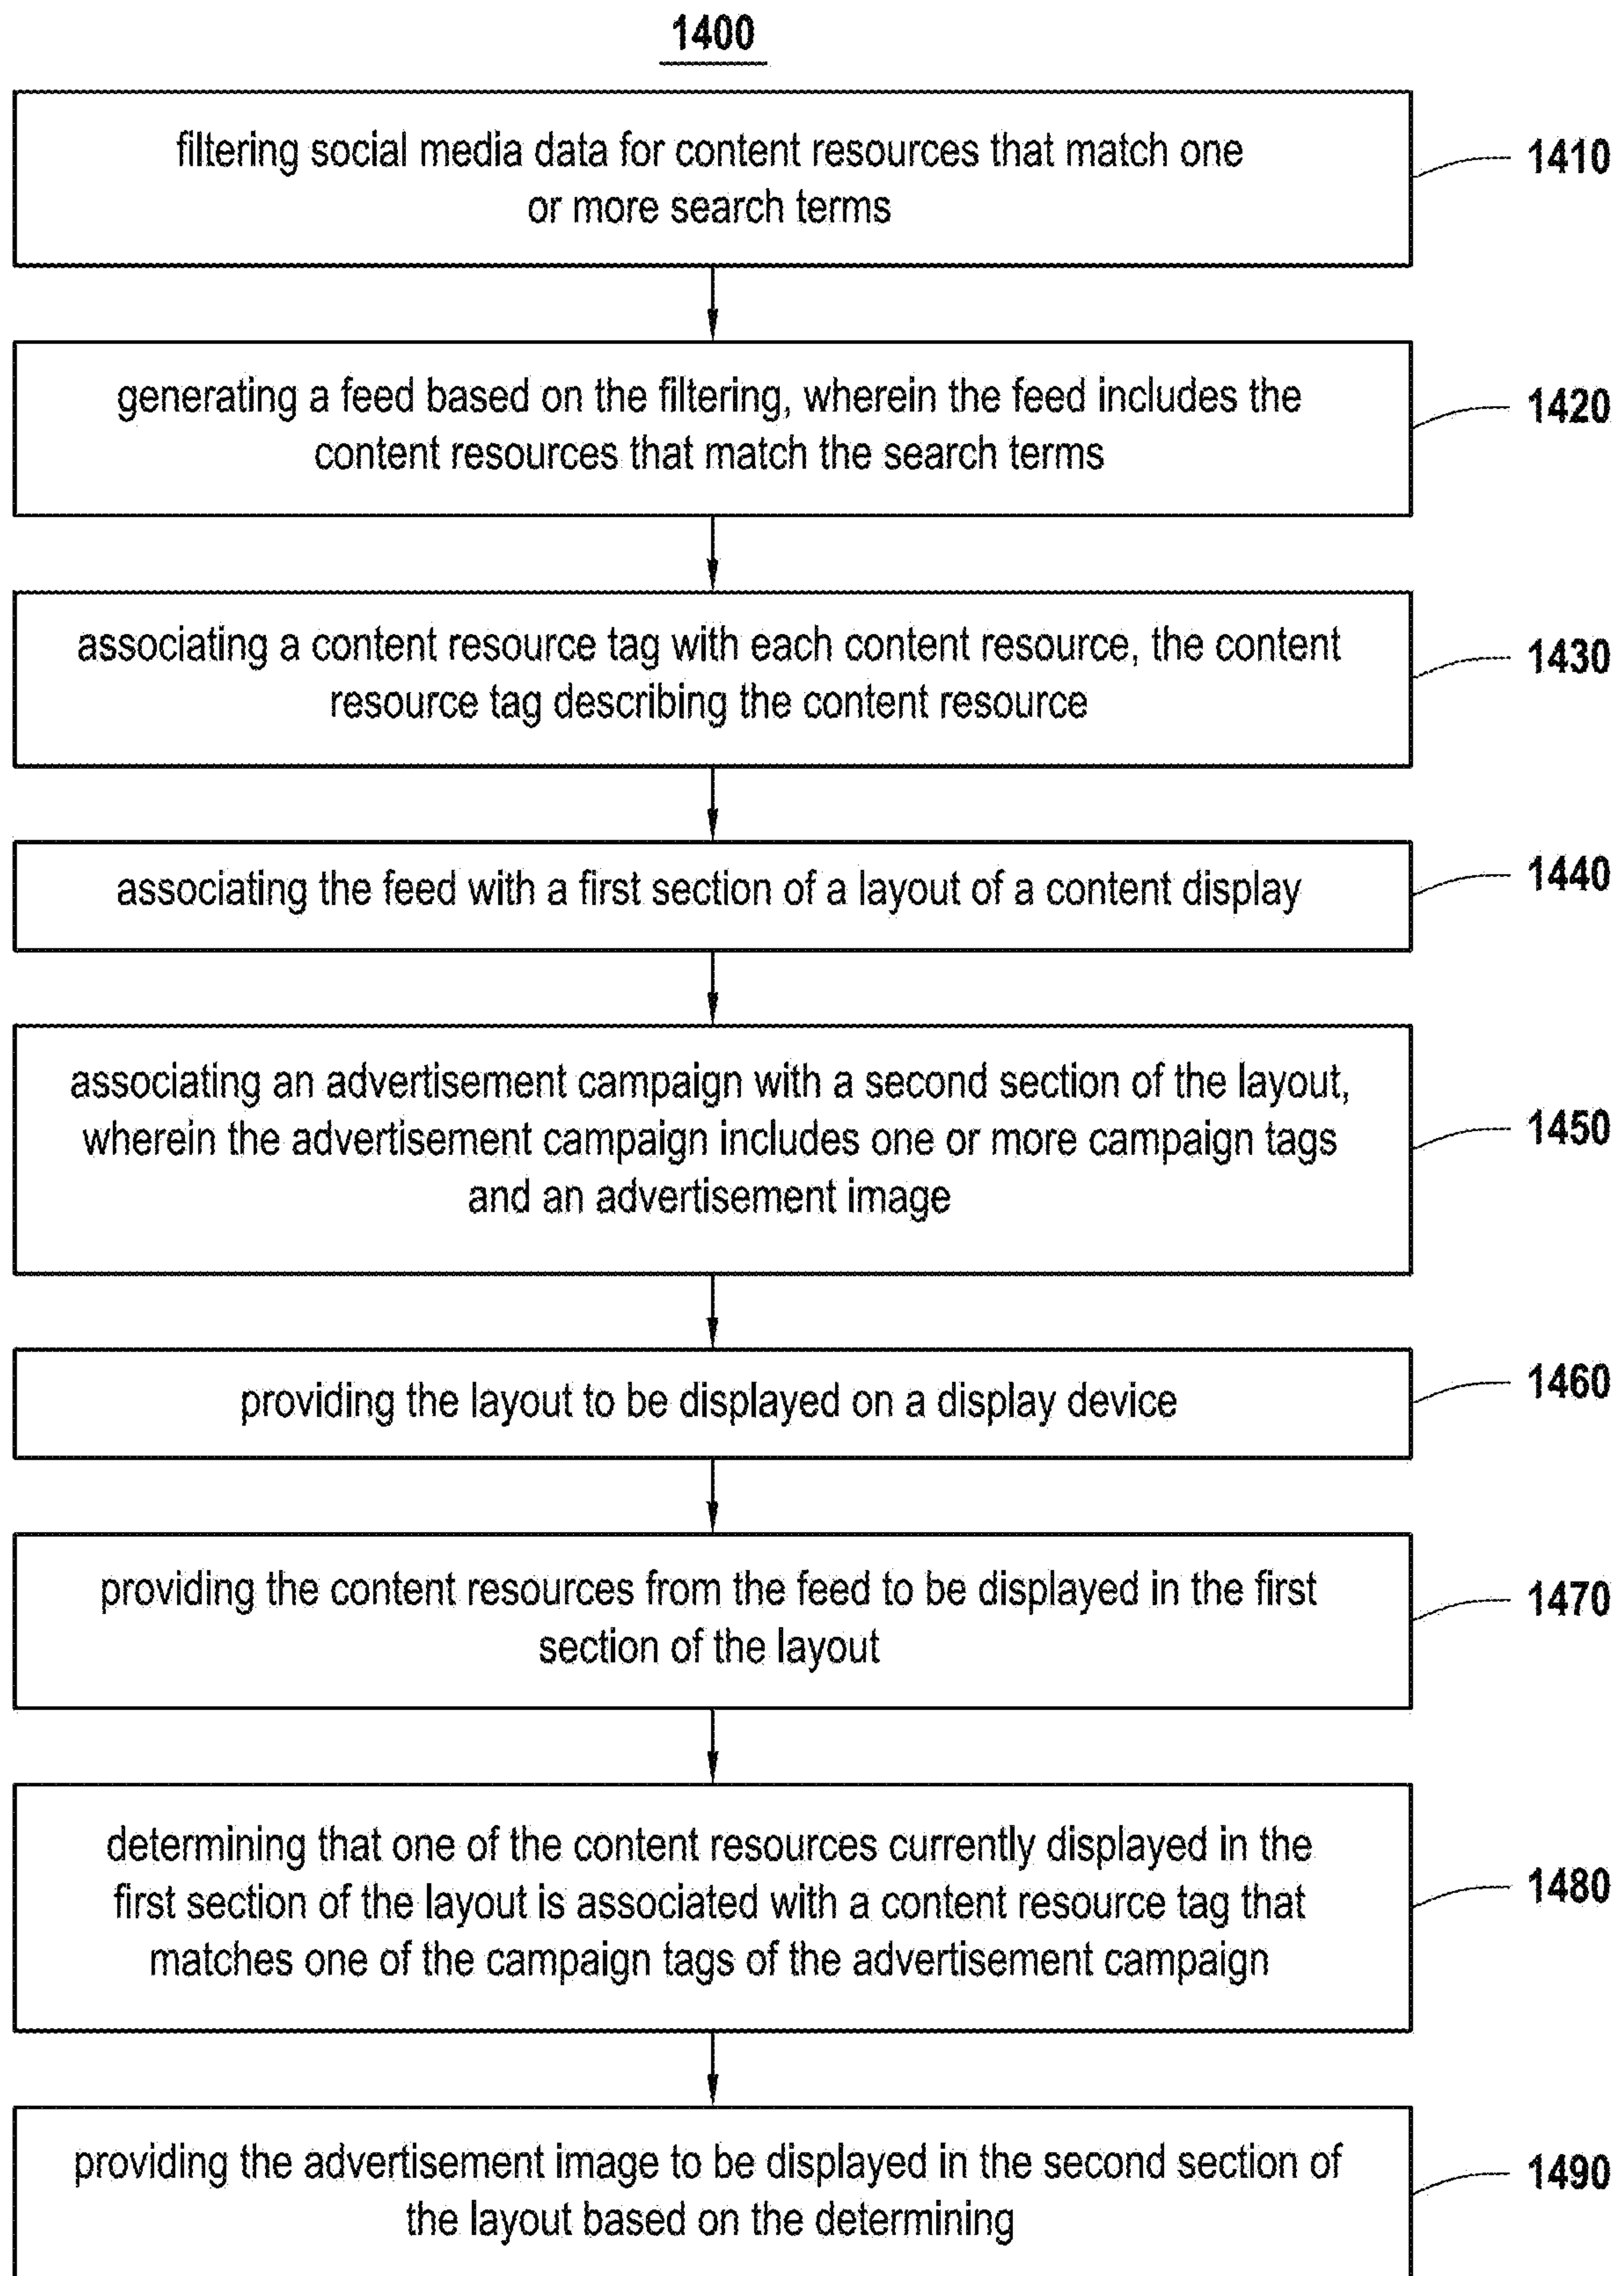 1400
filtering social media data for content resources that match one
or more search terms
1410
generating a feed based on the filtering, wherein the feed includes the
content resources that match the search terms
1420
associating a content resource tag with each content resource, the content
resource tag describing the content resource
1430
associating the feed with a first section of a layout of a content display
1440
associating an advertisement campaign with a second section of the layout,
wherein the advertisement campaign includes one or more campaign tags
and an advertisement image
1450
providing the layout to be displayed on a display device
1460
providing the content resources from the feed to be displayed in the first
section of the layout
1470
determining that one of the content resources currently displayed in the
first section of the layout is associated with a content resource tag that
matches one of the campaign tags of the advertisement campaign
1480
providing the advertisement image to be displayed in the second section of
the layout based on the determining
1490